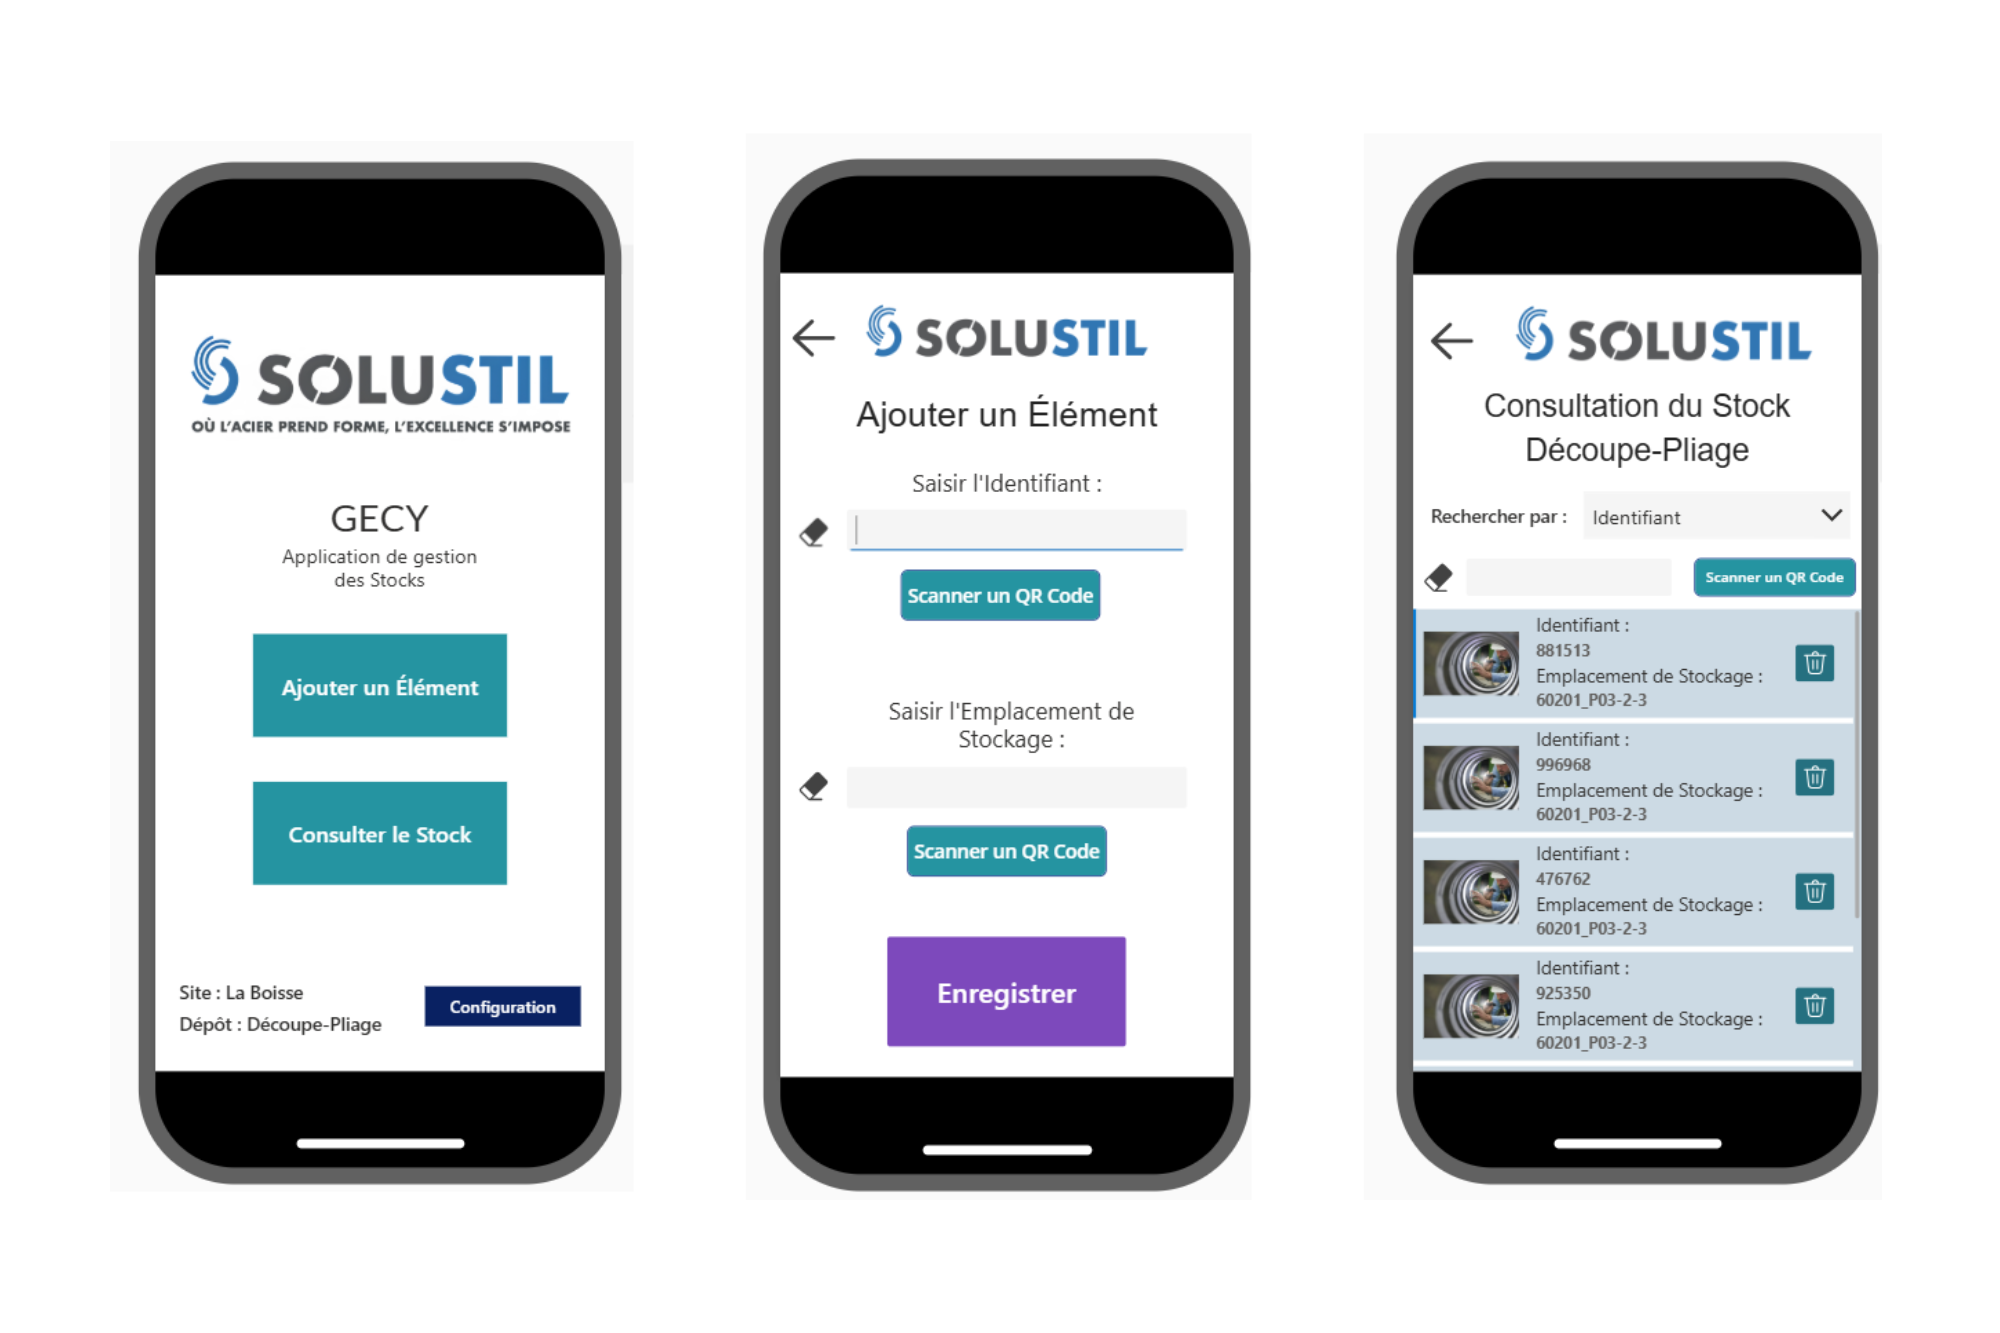 SOLUSTIL
OÙ L'ACIER PREND FORME, L'EXCELLENCE S'IMPOSE
GECY
Application de gestion
des Stocks
Ajouter un Élément
Consulter le Stock
Site : La Boisse
Dépôt : Découpe-Pliage
Configuration
SOLUSTIL
Ajouter un Élément
Saisir l'Identifiant :
Scanner un QR Code
Saisir l'Emplacement de
Stockage :
Scanner un QR Code
Enregistrer
SOLUSTIL
Consultation du Stock
Découpe-Pliage
Rechercher par : Identifiant
Scanner un QR Code
Identifiant :
881513
Emplacement de Stockage :
60201_P03-2-3
Identifiant :
996968
Emplacement de Stockage :
60201_P03-2-3
Identifiant :
476762
Emplacement de Stockage :
60201_P03-2-3
Identifiant :
925350
Emplacement de Stockage :
60201_P03-2-3